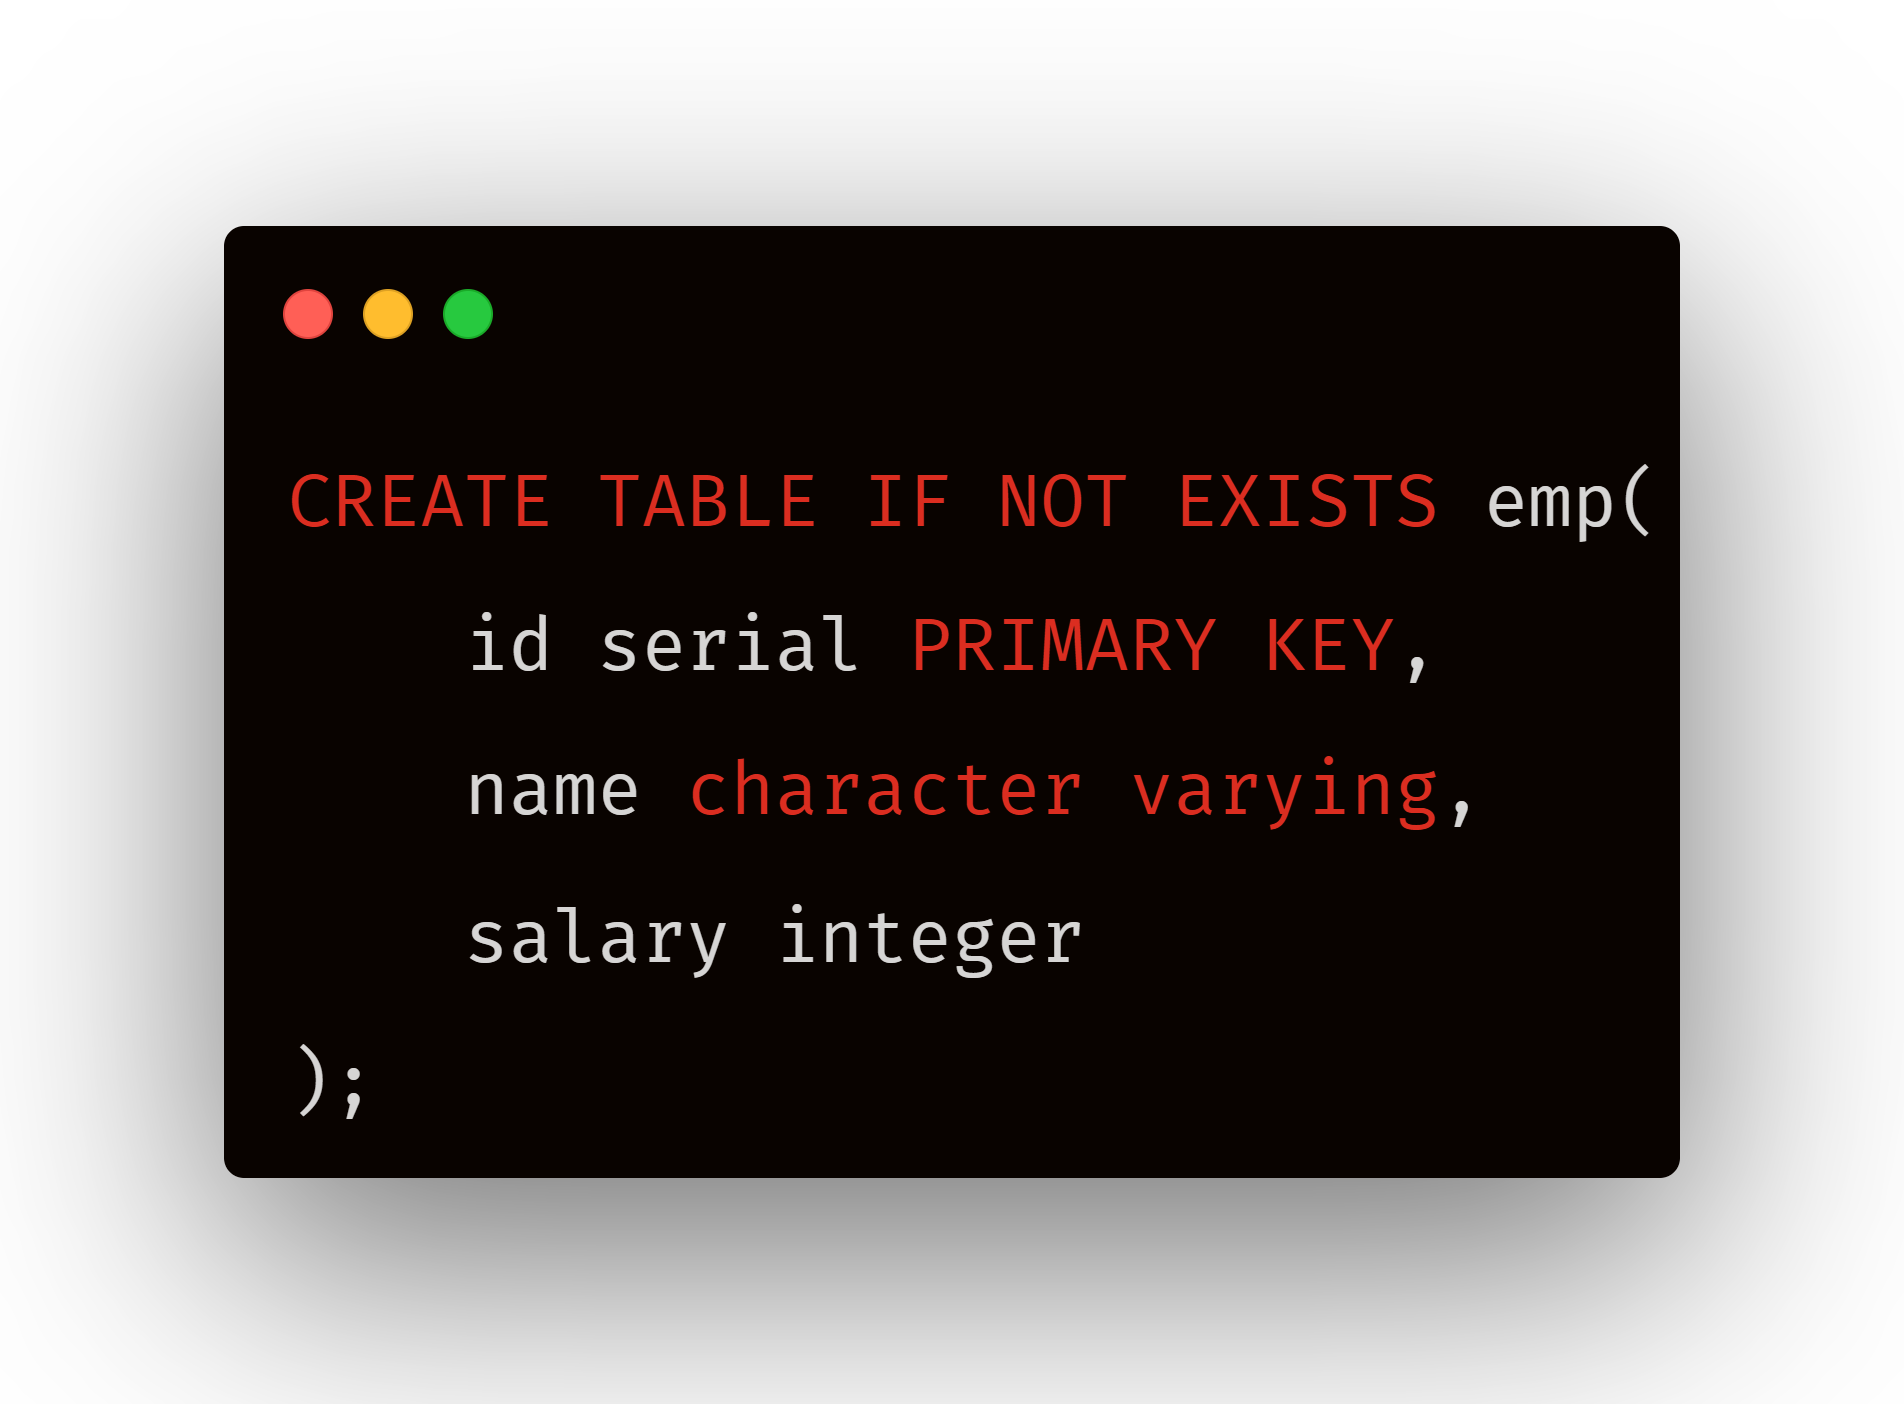 CREATE TABLE IF NOT EXISTS emp(
    id serial PRIMARY KEY,
    name character varying,
    salary integer
);